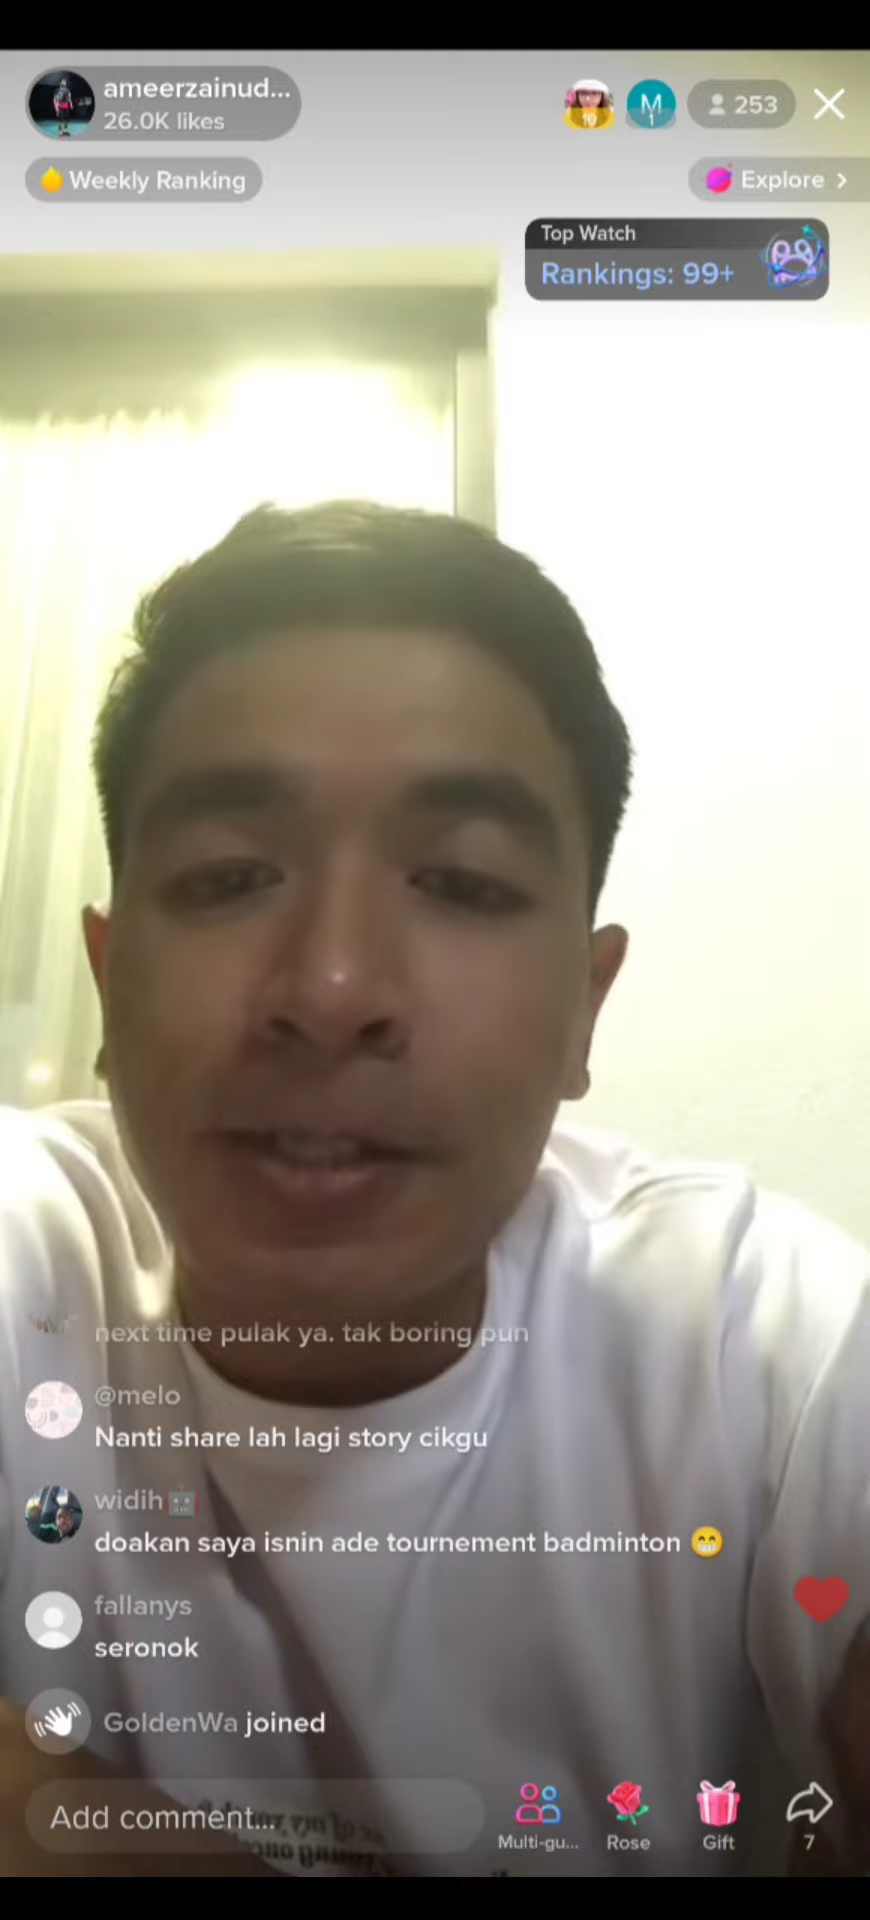 ameerzainud...
26.0K likes
10
M
1
253
Weekly Ranking
Explore >
Top Watch
Rankings: 99+
next time pulak ya. tak boring pun
@melo
Nanti share lah lagi story cikgu
widih🤖
doakan saya isnin ade tournement badminton 😁
fallanys
seronok
GoldenWa joined
Add comment...
Multi-gu...
Rose
Gift
7